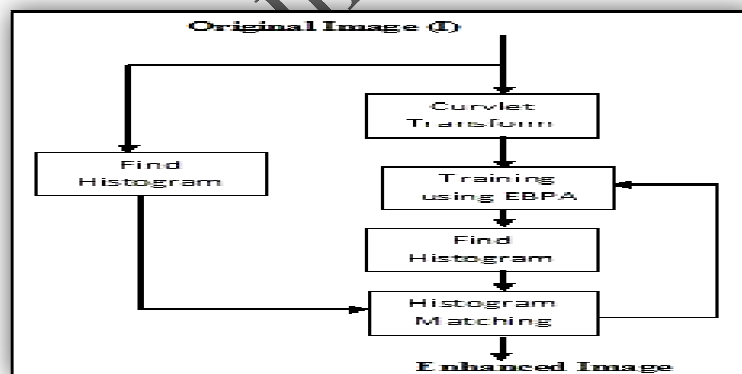 Original Image (I)
Curvlet
Transform
Find
Histogram
Training
using EBPA
Find
Histogram
Histogram
Matching
Enhanced Image